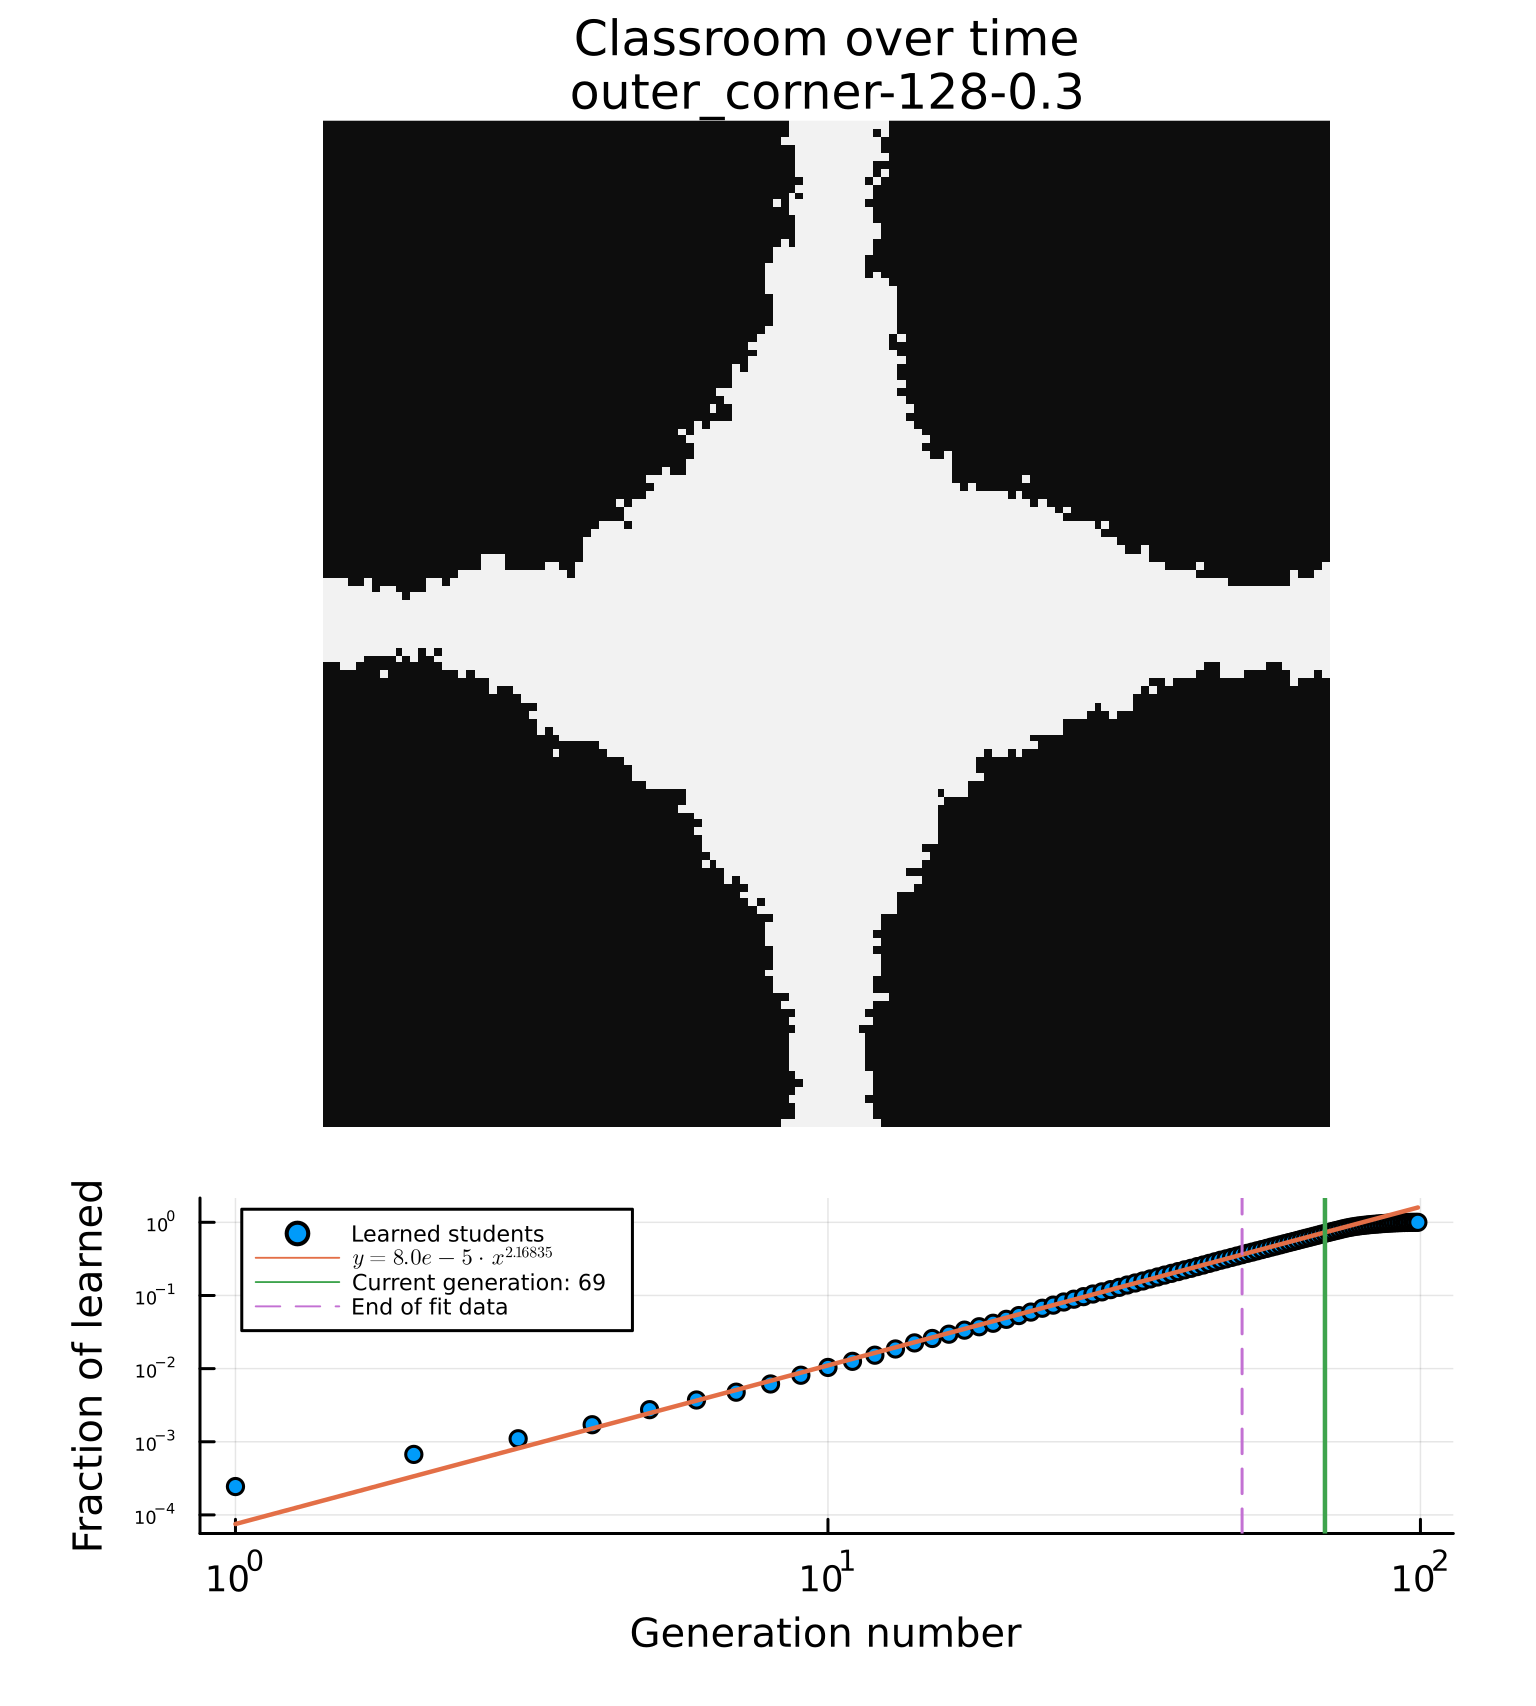 Classroom over time
outer_corner-128-0.3
Fraction of learned
10^0
10^-1
10^-2
10^-3
10^-4
Learned students
y = 8.0e − 5 · x^2.16835
Current generation: 69
End of fit data
10^0
10^1
10^2
Generation number